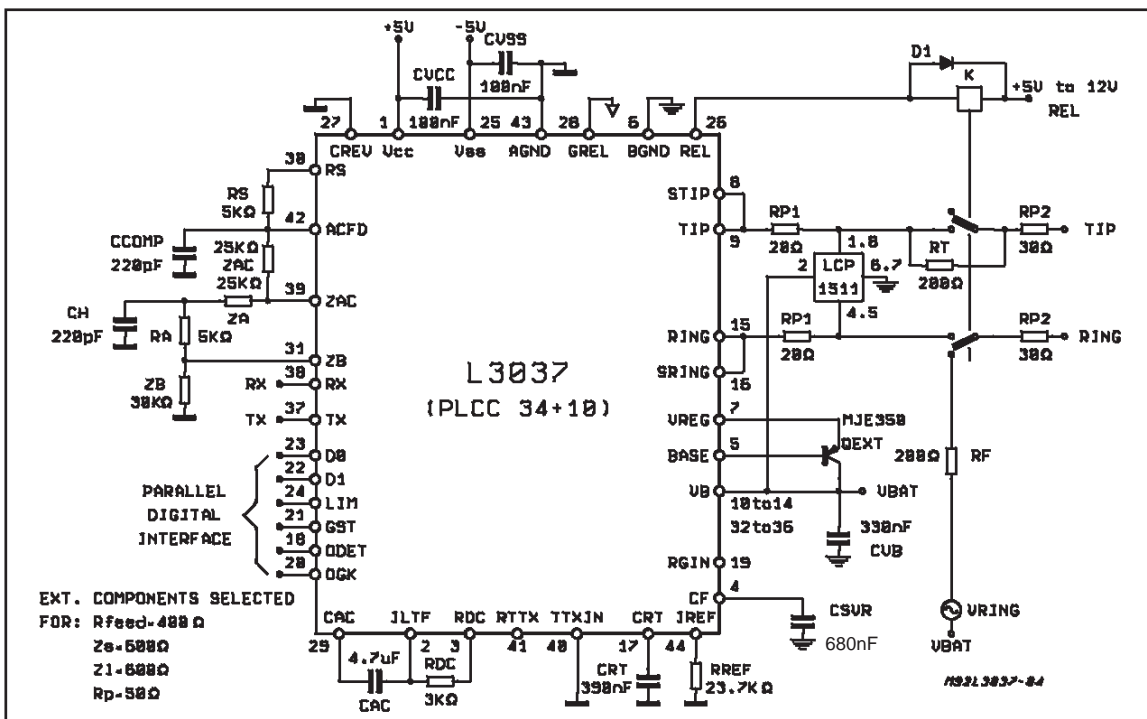 +5V
-5V
CVSS
100nF
CVCC
100nF
D1
K
+5V to 12V
REL
27
1
25
43
28
6
26
CREV
Vcc
Vss
AGND
GREL
BGND
REL
38
RS
RS
5KΩ
42
ACFD
CCOMP
220pF
25KΩ
ZAC
25KΩ
39
ZAC
ZA
CH
220pF
RA
5KΩ
31
ZB
ZB
30KΩ
RX
30
RX
TX
37
TX
23
D0
22
D1
24
LIM
21
GST
18
ODET
20
OGK
PARALLEL
DIGITAL
INTERFACE
L3037
(PLCC 34+10)
8
STIP
TIP
9
RP1
20Ω
1.8
2
LCP
1511
6.7
4.5
RT
200Ω
RP2
30Ω
TIP
15
RING
RP1
20Ω
RP2
30Ω
RING
SRING
16
7
VREG
MJE350
QEXT
5
BASE
VB
10to14
32to36
VBAT
330nF
CVB
200Ω
RF
RGIN
19
4
CF
CSVR
680nF
VRING
VBAT
EXT. COMPONENTS SELECTED
FOR: Rfeed=400Ω
Zs=600Ω
Zl=600Ω
Rp=50Ω
CAC
ILTF
RDC
RTTX
TTXIN
CRT
IREF
29
2
3
41
40
17
44
4.7uF
CAC
RDC
3KΩ
CRT
390nF
RREF
23.7KΩ
M93L3037-04